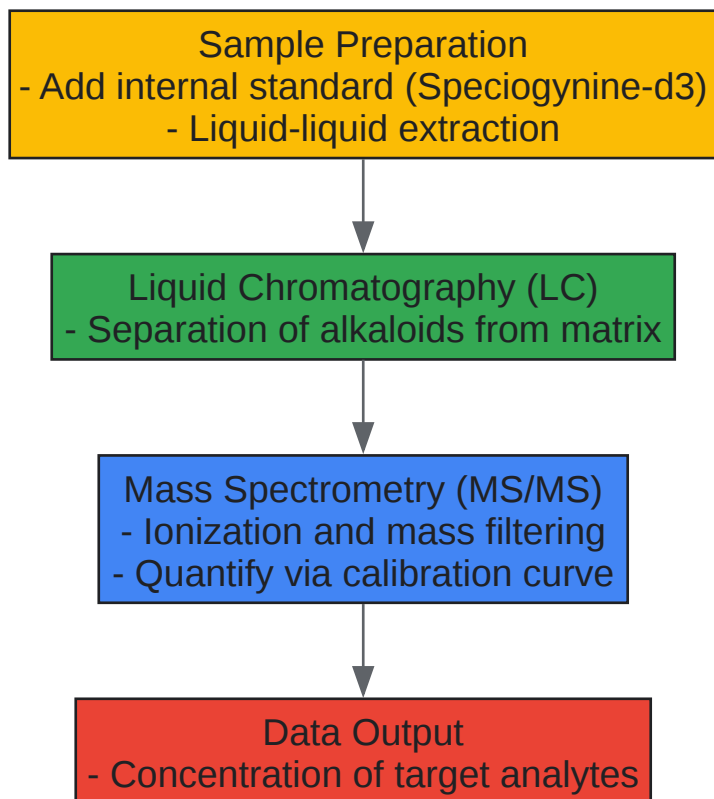 Sample Preparation
- Add internal standard (Speciogynine-d3)
- Liquid-liquid extraction
Liquid Chromatography (LC)
- Separation of alkaloids from matrix
Mass Spectrometry (MS/MS)
- Ionization and mass filtering
- Quantify via calibration curve
Data Output
- Concentration of target analytes